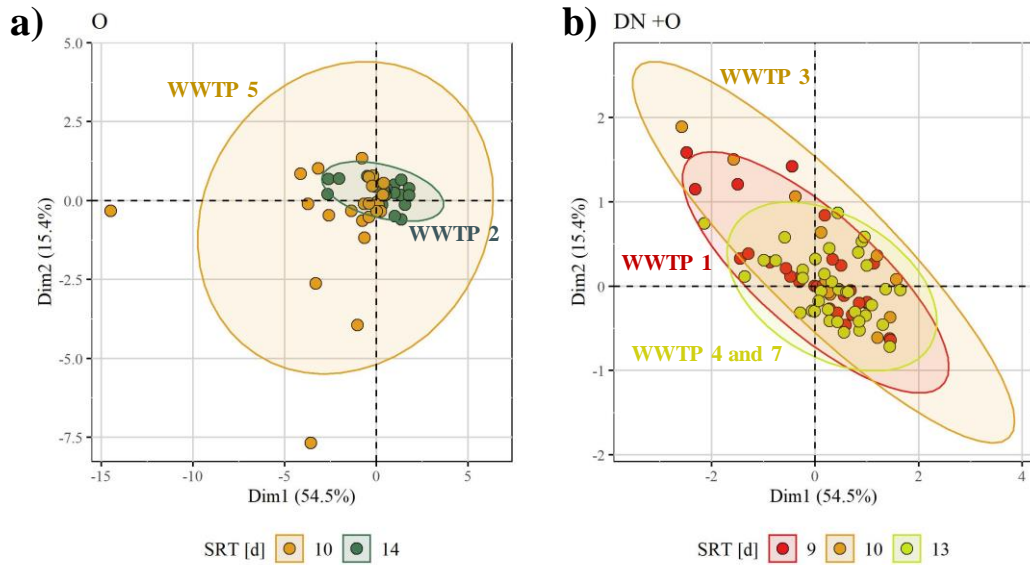 a)
O
5.0
2.5
0.0
-2.5
-5.0
-7.5
Dim2 (15.4%)
WWTP 5
WWTP 2
-15
-10
-5
0
5
Dim1 (54.5%)
SRT [d]
10
14
b)
DN +O
2
1
0
-1
-2
Dim2 (15.4%)
WWTP 3
WWTP 1
WWTP 4 and 7
-2
0
2
4
Dim1 (54.5%)
SRT [d]
9
10
13